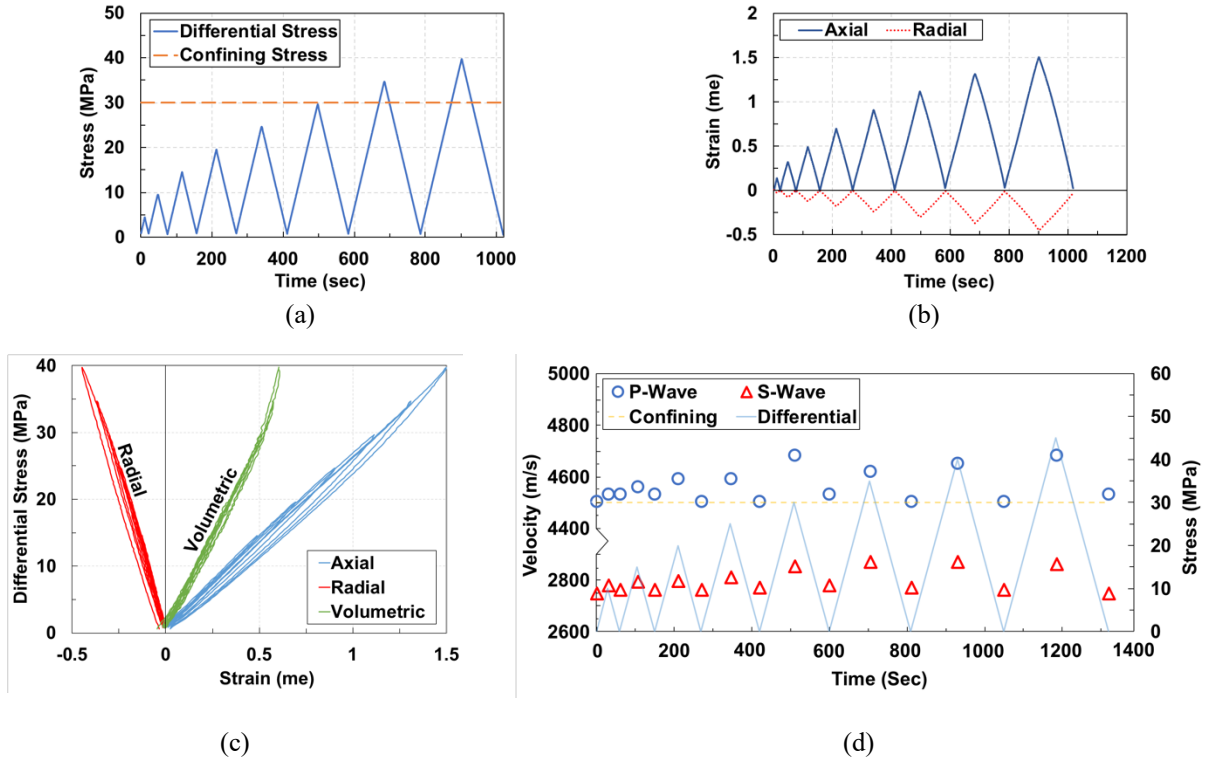 50
40
30
20
10
0
Stress (MPa)
Differential Stress
Confining Stress
0 200 400 600 800 1000
Time (sec)
(a)
2
1.5
1
0.5
0
-0.5
Strain (me)
Axial Radial
0 200 400 600 800 1000 1200
Time (sec)
(b)
40
30
20
10
0
Differential Stress (MPa)
Radial
Volumetric
Axial
Radial
Volumetric
-0.5 0 0.5 1 1.5
Strain (me)
(c)
5000
4800
4600
4400
2800
2600
Velocity (m/s)
P-Wave S-Wave
Confining Differential
60
50
40
30
20
10
0
Stress (MPa)
0 200 400 600 800 1000 1200 1400
Time (Sec)
(d)